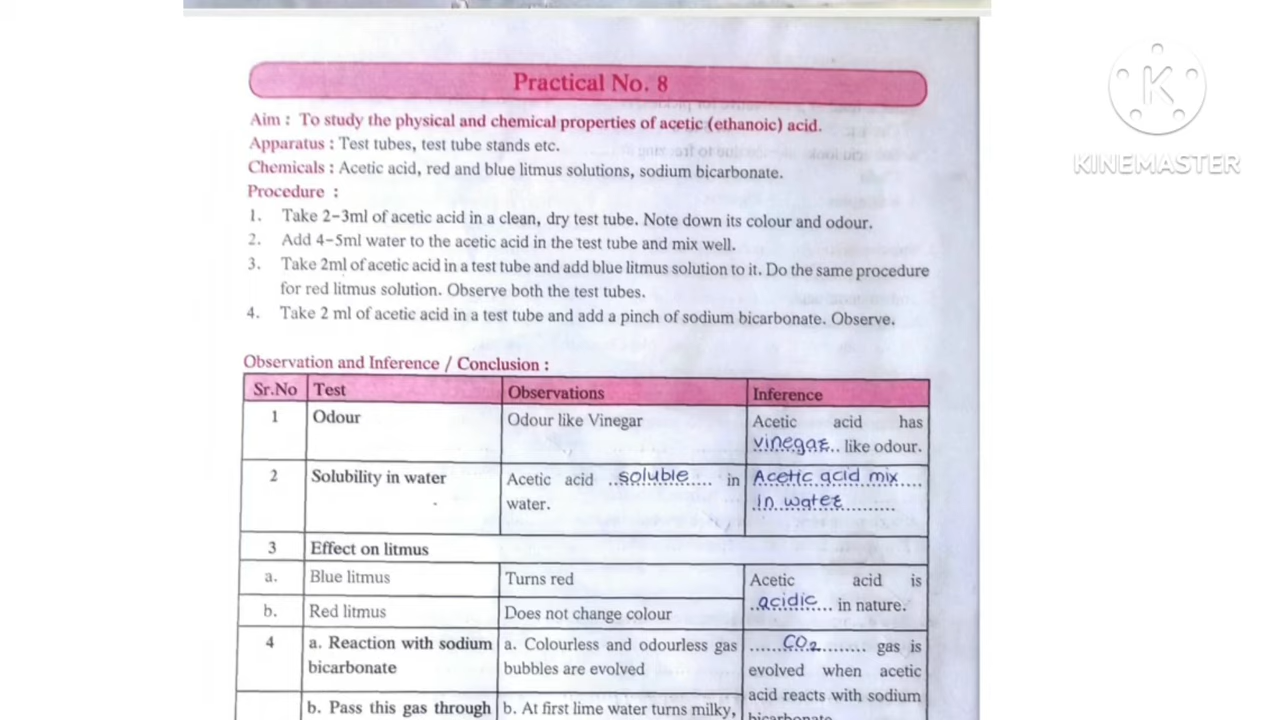 Practical No. 8
Aim : To study the physical and chemical properties of acetic (ethanoic) acid.
Apparatus : Test tubes, test tube stands etc.
Chemicals : Acetic acid, red and blue litmus solutions, sodium bicarbonate.
Procedure :
1. Take 2-3ml of acetic acid in a clean, dry test tube. Note down its colour and odour.
2. Add 4-5ml water to the acetic acid in the test tube and mix well.
3. Take 2ml of acetic acid in a test tube and add blue litmus solution to it. Do the same procedure
for red litmus solution. Observe both the test tubes.
4. Take 2 ml of acetic acid in a test tube and add a pinch of sodium bicarbonate. Observe.
Observation and Inference / Conclusion :
Sr.No Test Observations Inference
1 Odour Odour like Vinegar Acetic acid has
vinegar.. like odour.
2 Solubility in water Acetic acid ..soluble.... in Acetic acid mix....
water. in water
3 Effect on litmus
a. Blue litmus Turns red Acetic acid is
.acidic... in nature.
b. Red litmus Does not change colour
4 a. Reaction with sodium a. Colourless and odourless gas ......CO₂........ gas is
bicarbonate bubbles are evolved evolved when acetic
acid reacts with sodium
b. Pass this gas through b. At first lime water turns milky, bicarbonate
KINEMASTER